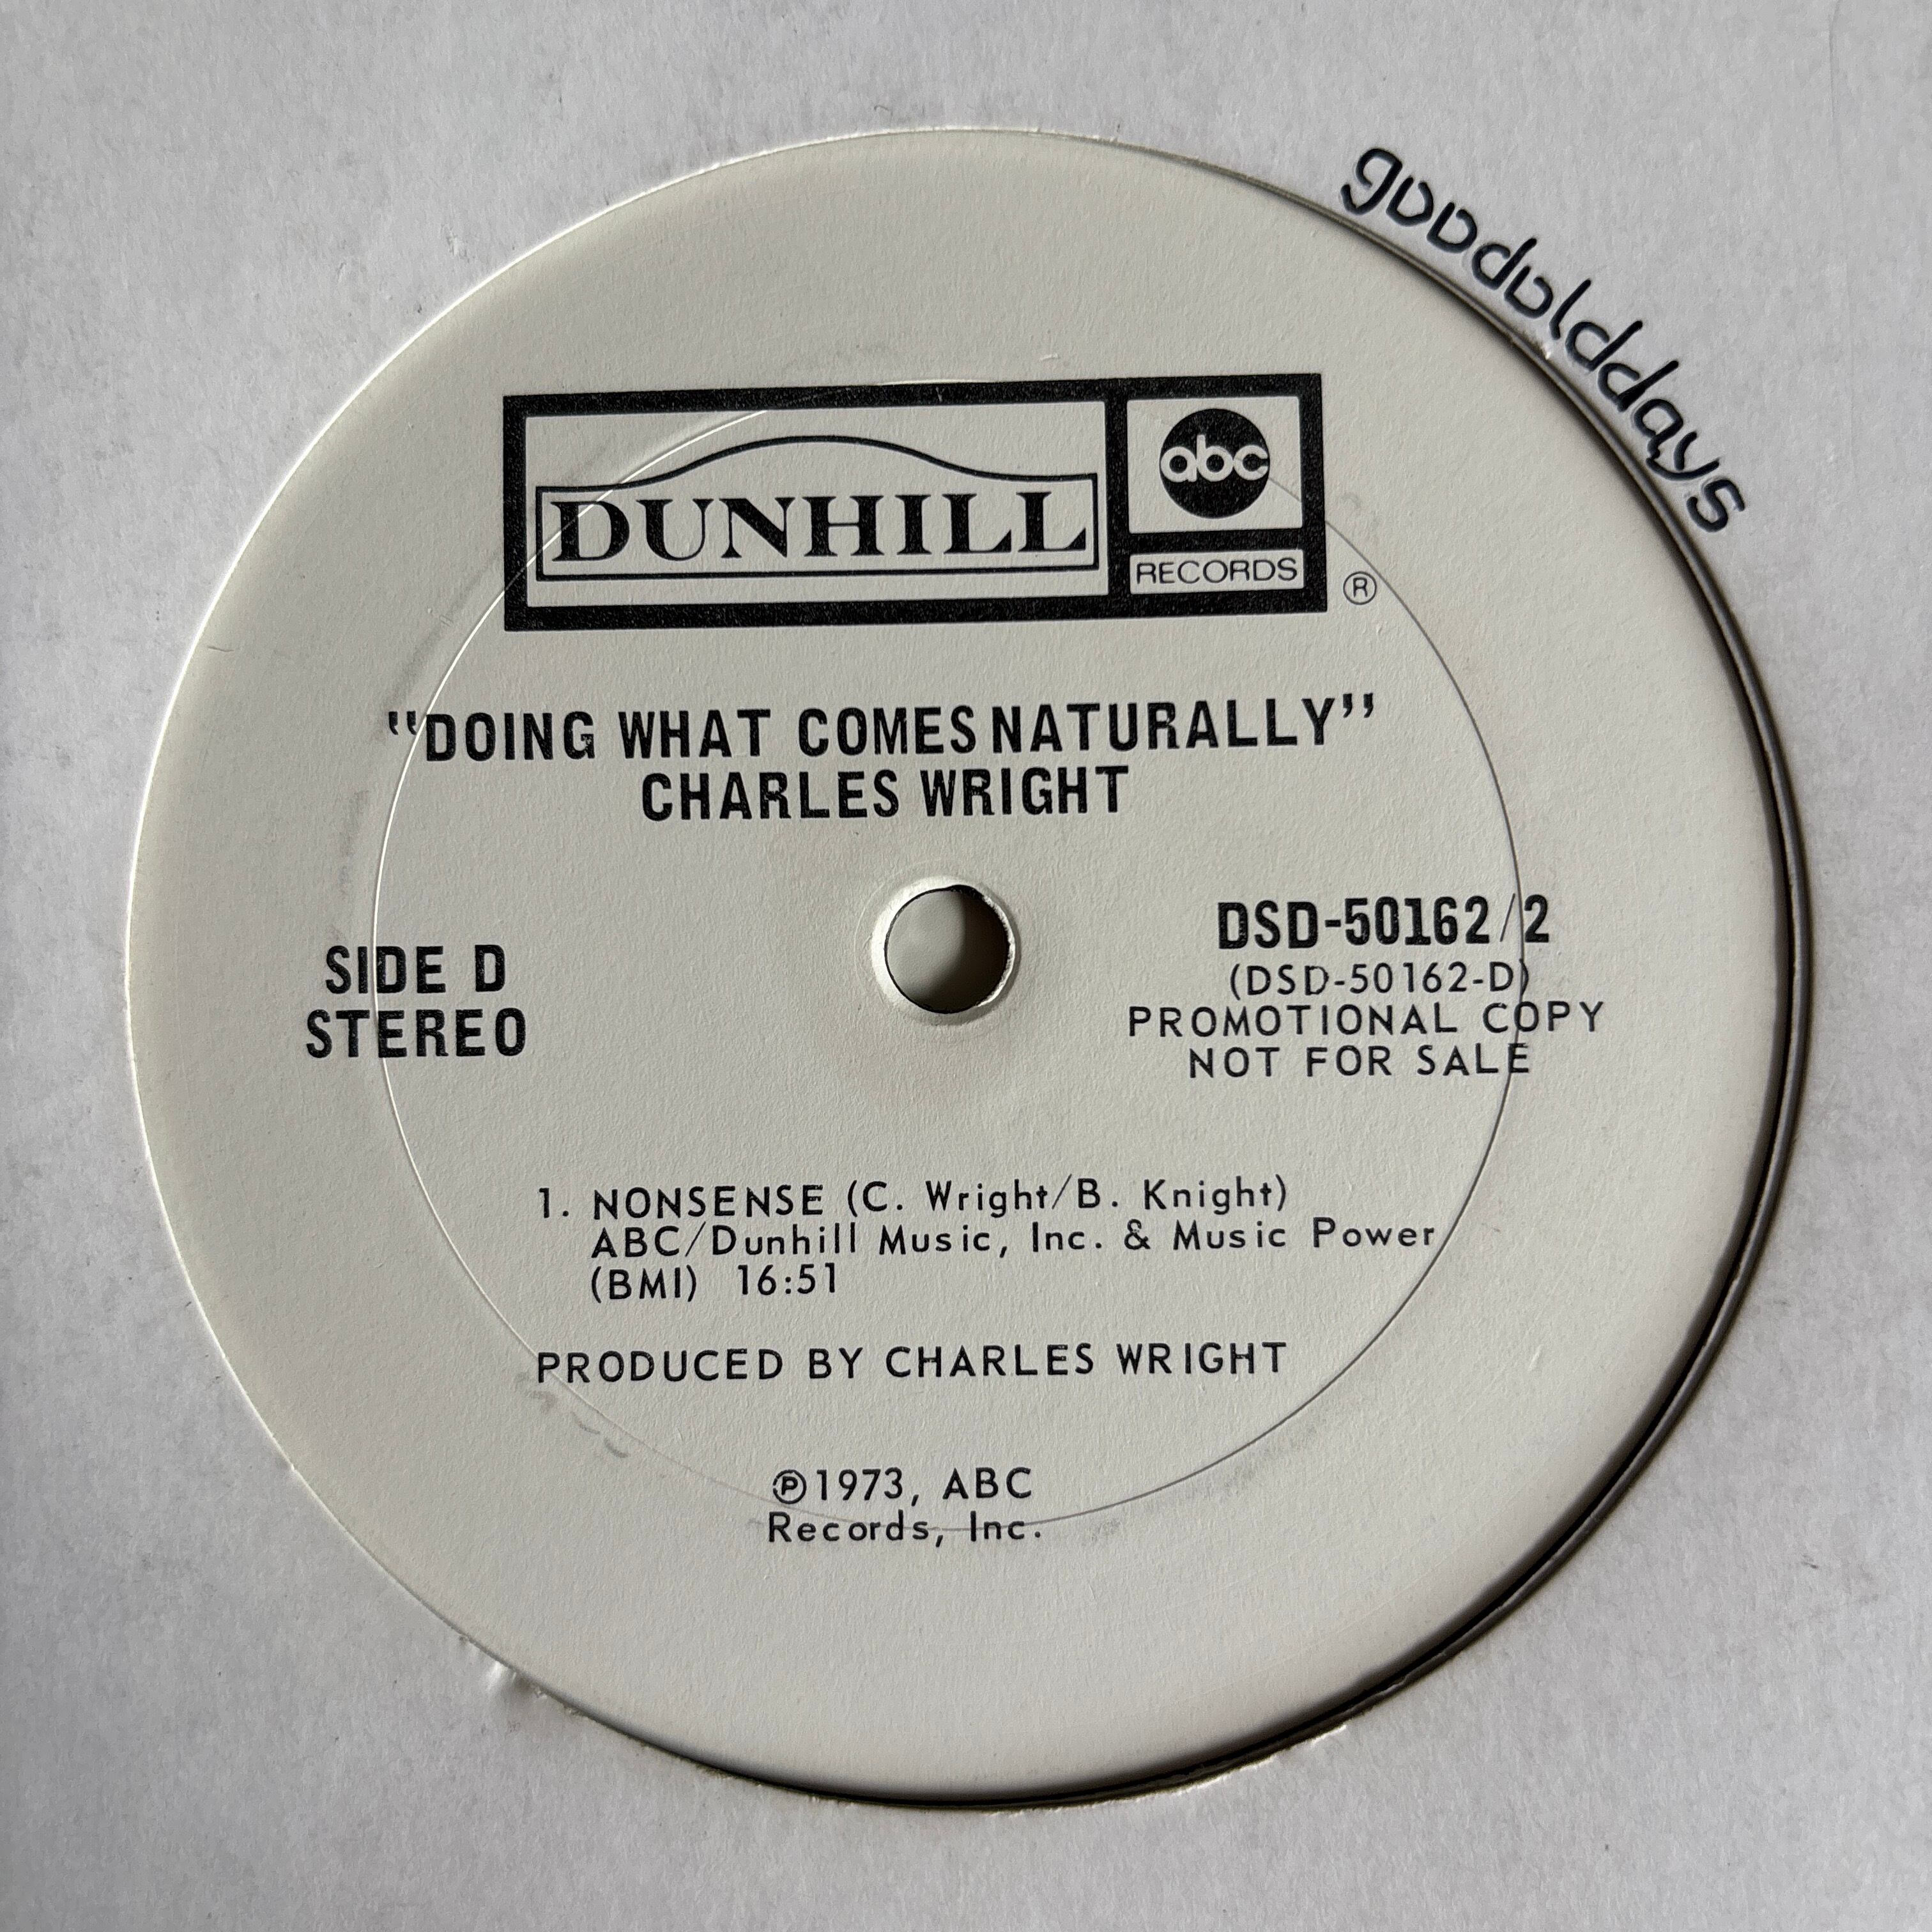 goodolddays
DUNHILL
abc
RECORDS
®
"DOING WHAT COMES NATURALLY"
CHARLES WRIGHT
SIDE D
STEREO
DSD-50162/2
(DSD-50162-D)
PROMOTIONAL COPY
NOT FOR SALE
1. NONSENSE (C. Wright/B. Knight)
ABC/Dunhill Music, Inc. & Music Power
(BMI) 16:51
PRODUCED BY CHARLES WRIGHT
℗1973, ABC
Records, Inc.